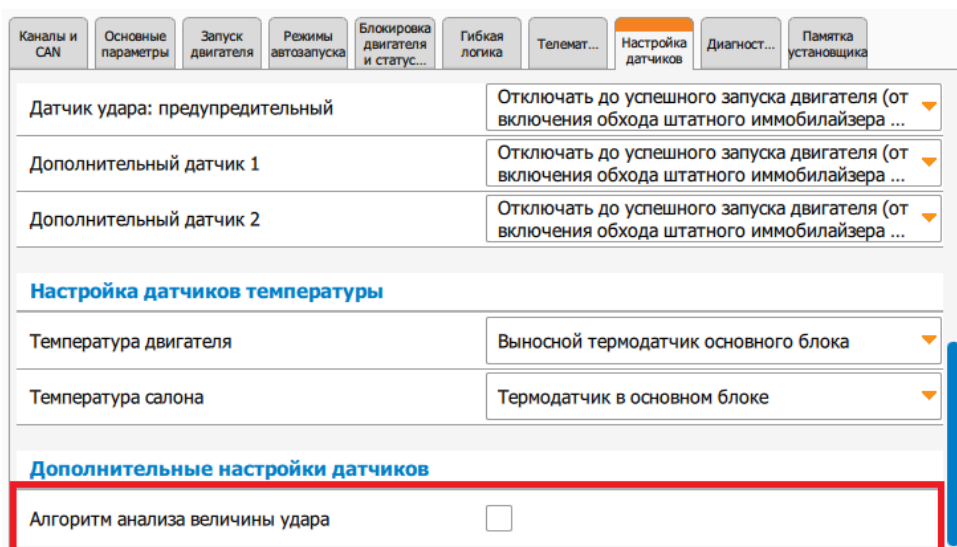 Каналы и
CAN
Основные
параметры
Запуск
двигателя
Режимы
автозапуска
Блокировка
двигателя
и статус...
Гибкая
логика
Телемат...
Настройка
датчиков
Диагност...
Памятка
установщика
Датчик удара: предупредительный
Отключать до успешного запуска двигателя (от
включения обхода штатного иммобилайзера ...
Дополнительный датчик 1
Отключать до успешного запуска двигателя (от
включения обхода штатного иммобилайзера ...
Дополнительный датчик 2
Отключать до успешного запуска двигателя (от
включения обхода штатного иммобилайзера ...
Настройка датчиков температуры
Температура двигателя
Выносной термодатчик основного блока
Температура салона
Термодатчик в основном блоке
Дополнительные настройки датчиков
Алгоритм анализа величины удара